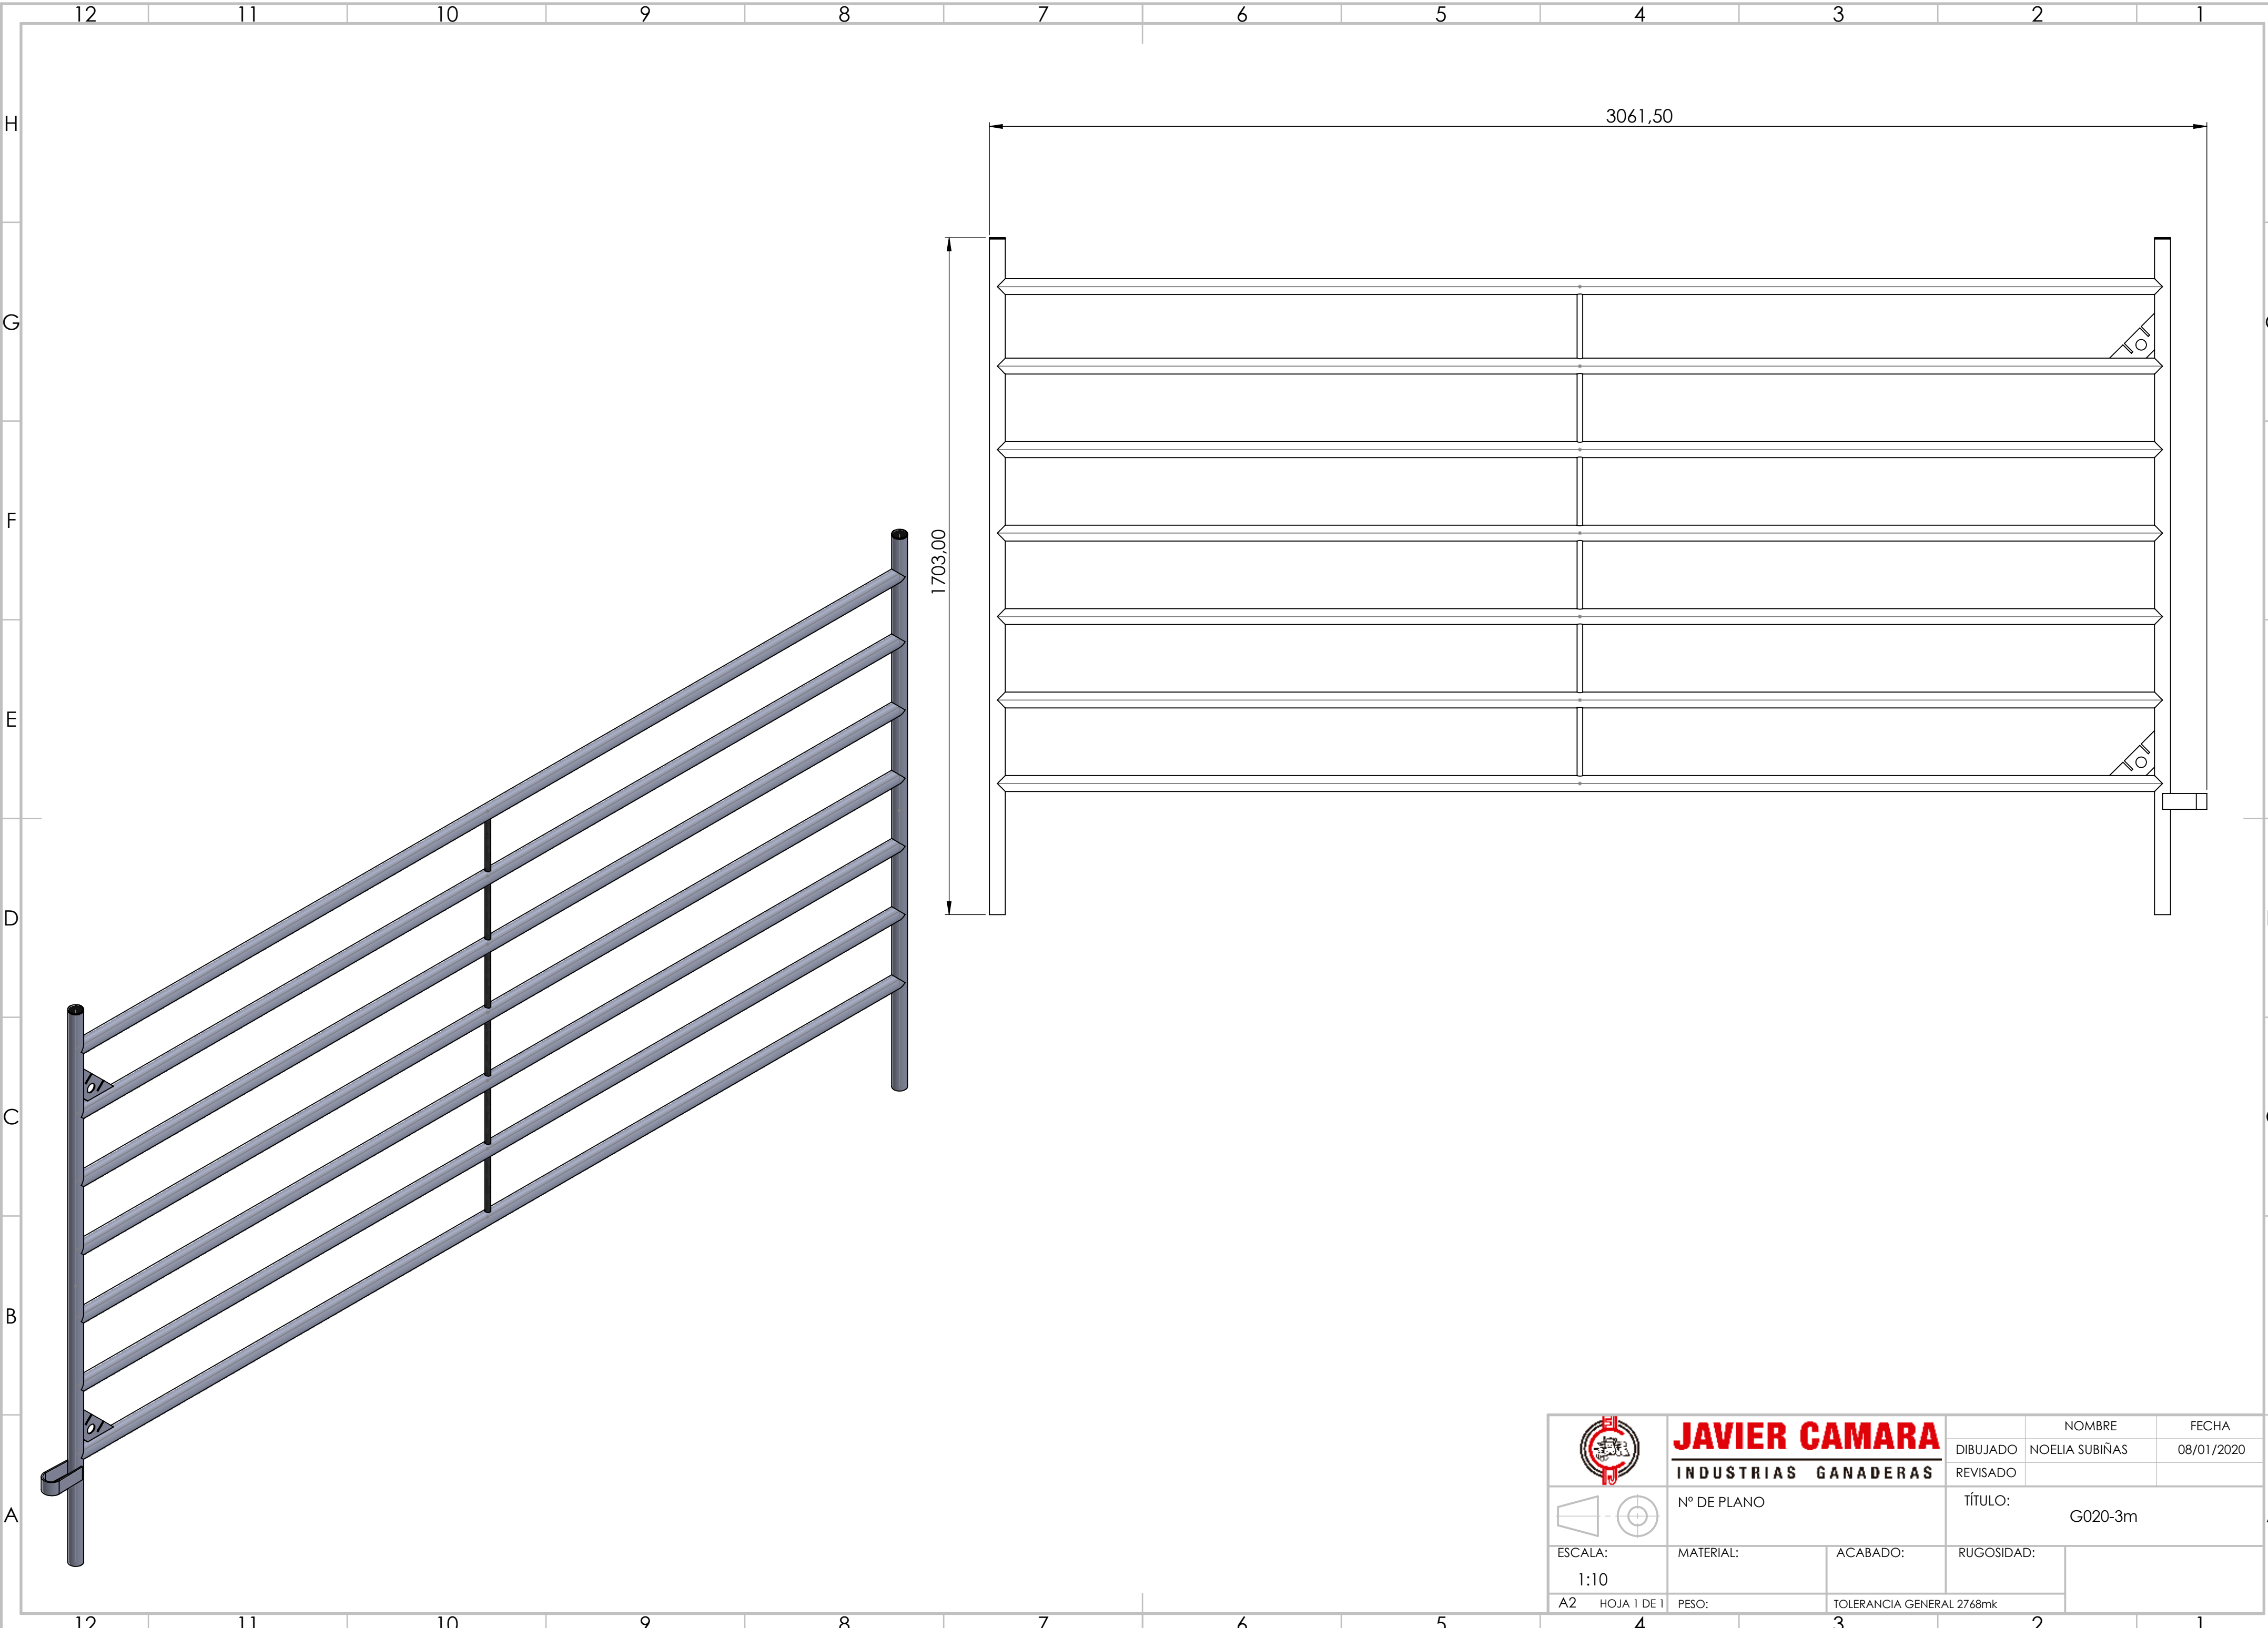 12 11 10 9 8 7 6 5 4 3 2 1
H
3061,50
G
F
1703,00
E
D
C
B
A
JAVIER CAMARA
INDUSTRIAS GANADERAS
NOMBRE FECHA
DIBUJADO NOELIA SUBIÑAS 08/01/2020
REVISADO
Nº DE PLANO
TÍTULO:
G020-3m
ESCALA: MATERIAL: ACABADO: RUGOSIDAD:
1:10
A2 HOJA 1 DE 1 PESO: TOLERANCIA GENERAL 2768mk
12 11 10 9 8 7 6 5 4 3 2 1